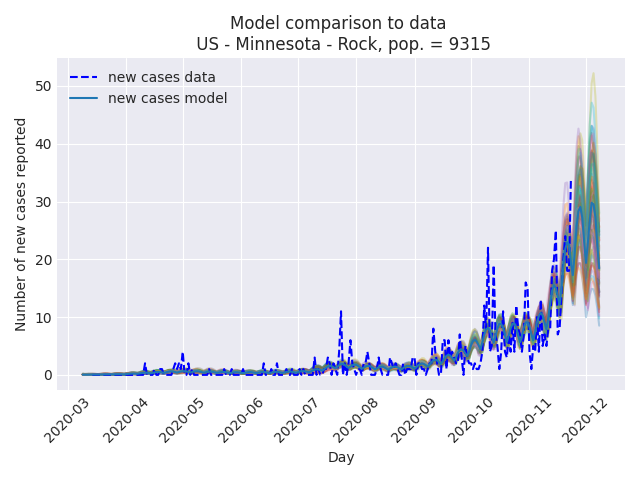 Model comparison to data
US - Minnesota - Rock, pop. = 9315
new cases data
new cases model
Number of new cases reported
50
40
30
20
10
0
2020-03
2020-04
2020-05
2020-06
2020-07
2020-08
2020-09
2020-10
2020-11
2020-12
Day